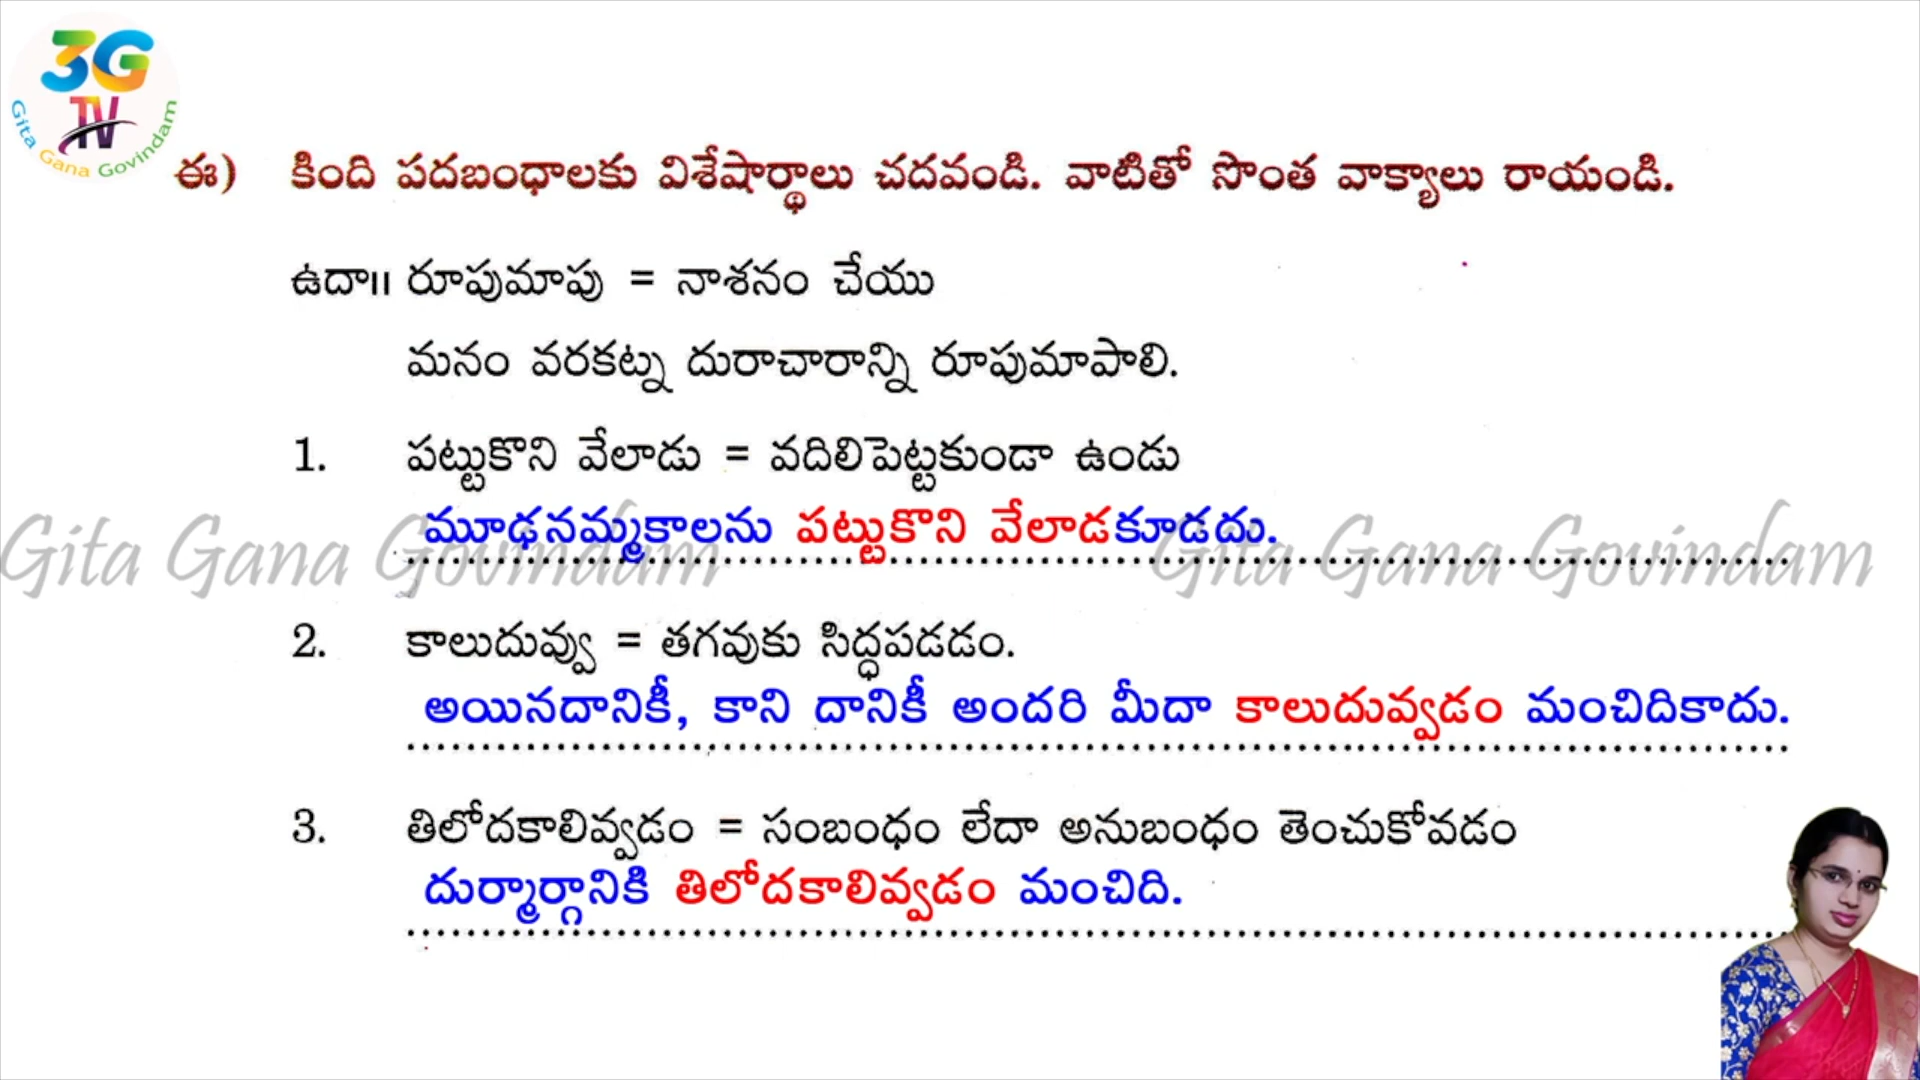 3G
TV
Gita Gana Govindam
ఈ) కింది పదబంధాలకు విశేషార్థాలు చదవండి. వాటితో సొంత వాక్యాలు రాయండి.
ఉదా॥ రూపుమాపు = నాశనం చేయు
మనం వరకట్న దురాచారాన్ని రూపుమాపాలి.
1. పట్టుకొని వేలాడు = వదిలిపెట్టకుండా ఉండు
మూఢనమ్మకాలను పట్టుకొని వేలాడకూడదు.
Gita Gana Govindam Gita Gana Govindam
2. కాలుదువ్వు = తగవుకు సిద్ధపడడం.
అయినదానికీ, కాని దానికీ అందరి మీదా కాలుదువ్వడం మంచిదికాదు.
3. తిలోదకాలివ్వడం = సంబంధం లేదా అనుబంధం తెంచుకోవడం
దుర్మార్గానికి తిలోదకాలివ్వడం మంచిది.